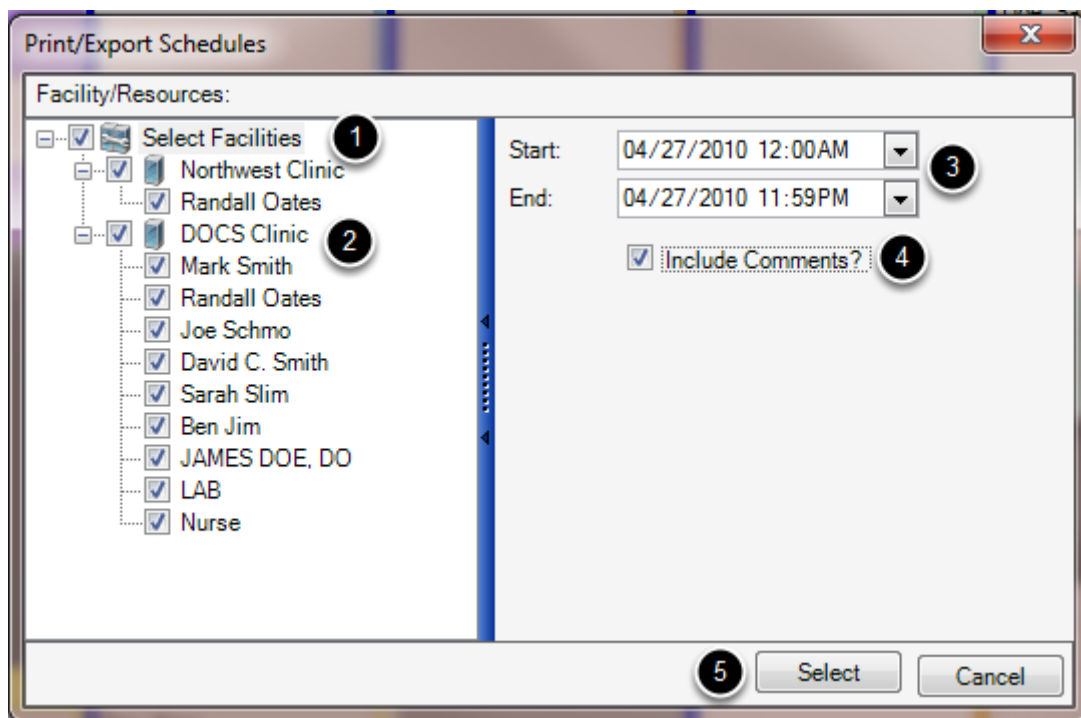 Print/Export Schedules
Facility/Resources:
Select Facilities 1
Northwest Clinic
Randall Oates
DOCS Clinic 2
Mark Smith
Randall Oates
Joe Schmo
David C. Smith
Sarah Slim
Ben Jim
JAMES DOE, DO
LAB
Nurse
Start: 04/27/2010 12:00AM
3
End: 04/27/2010 11:59PM
Include Comments? 4
5 Select Cancel